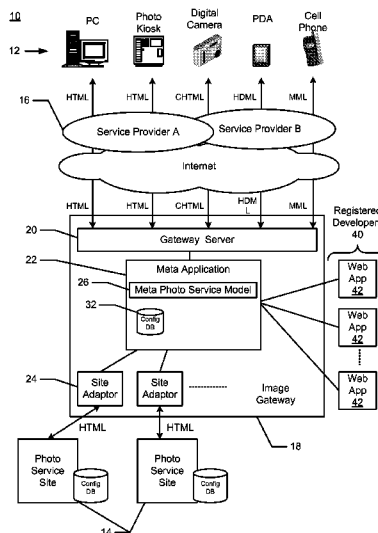 10
PC
Photo
Kiosk
Digital
Camera
PDA
Cell
Phone
12
HTML HTML CHTML HDML MML
16
Service Provider A
Service Provider B
Internet
HTML HTML CHTML HDM
L
MML
Registered
Developers
40
20
Gateway Server
22
Meta Application
26
Meta Photo Service Model
32
Config
DB
Web
App
42
Web
App
42
Web
App
42
24
Site
Adaptor
Site
Adaptor
Image
Gateway
HTML
HTML
18
Photo
Service
Site
Config
DB
Photo
Service
Site
Config
DB
14